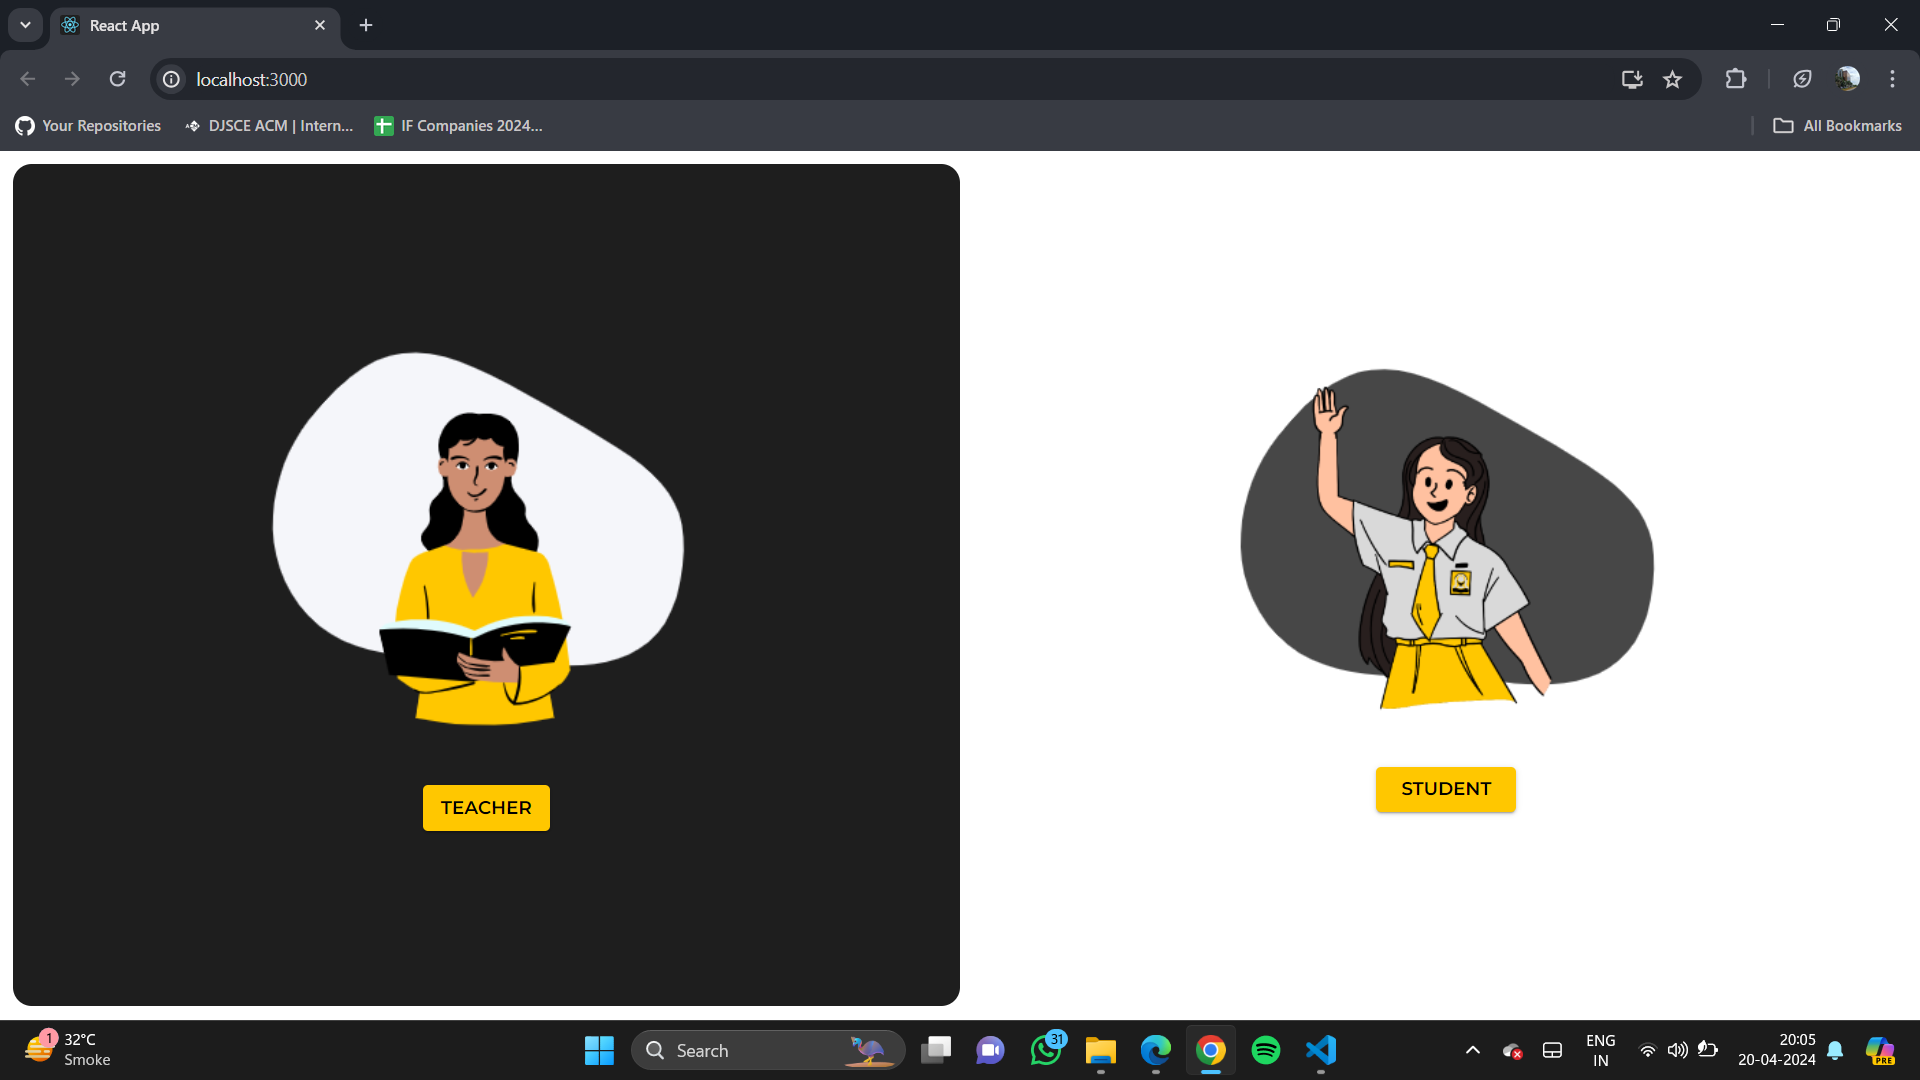 React App
localhost:3000
Your Repositories
DJSCE ACM | Intern...
IF Companies 2024...
All Bookmarks
TEACHER
STUDENT
1
32°C
Smoke
Search
31
ENG
IN
20:05
20-04-2024
PRE